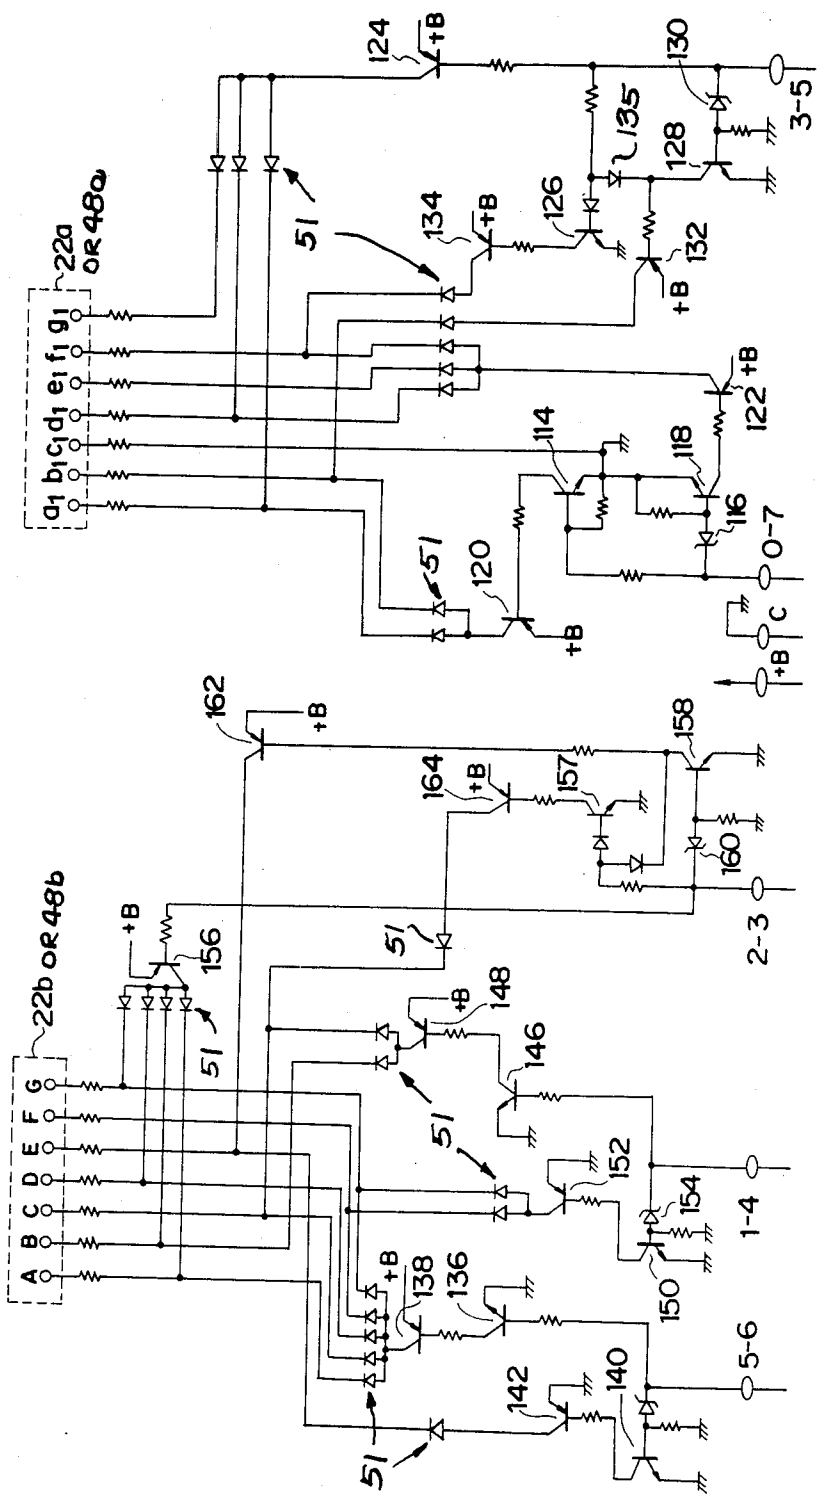 22a
OR 48a
a1 b1 c1 d1 e1 f1 g1
124
+B
130
135
3-5
51
134
+B
126
128
132
+B
114
+B
122
118
116
0-7
51
120
+B
C
+B
162
+B
22b OR 48b
164
+B
157
158
160
+B
156
51
2-3
51
A B C D E F G
+B
148
146
51
152
154
1-4
150
+B
138
136
51
142
140
5-6